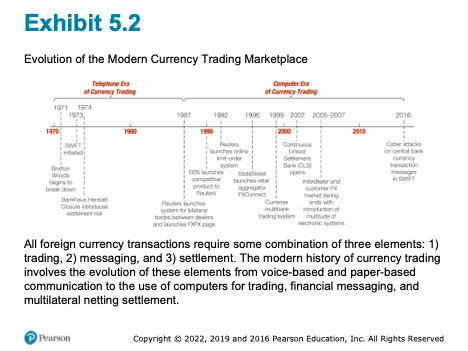 Exhibit 5.2
Evolution of the Modern Currency Trading Marketplace
Telephone Era
of Currency Trading
Computer Era
of Currency Trading
1971 1974
1973
1987 1992 1996 1999 2002 2005-2007 2016
1970 1980 1990 2000 2010
SWIFT
initiated
Bretton
Woods
begins to
break down
Bankhaus Herstatt
Closure introduces
settlement risk
Reuters launches
system for bilateral
trades between dealers
and launches FXFX page
EBS launches
competitive
product to
Reuters
Reuters
launches online
limit-order
system
StateStreet
launches retail
aggregator
FXConnect
Currenex
multibank
trading system
Continuous
Linked
Settlement
Bank (CLS)
opens
Interdealer and
customer FX
market tiering
ends with
introduction of
multitude of
electronic systems
Cyber attacks
on central bank
currency
transaction
messages
in SWIFT
All foreign currency transactions require some combination of three elements: 1)
trading, 2) messaging, and 3) settlement. The modern history of currency trading
involves the evolution of these elements from voice-based and paper-based
communication to the use of computers for trading, financial messaging, and
multilateral netting settlement.
Pearson
Copyright © 2022, 2019 and 2016 Pearson Education, Inc. All Rights Reserved